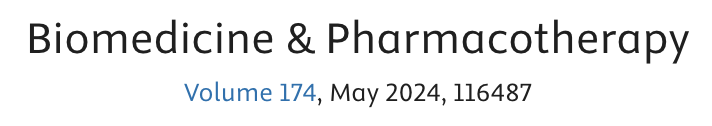 Biomedicine & Pharmacotherapy
Volume 174, May 2024, 116487